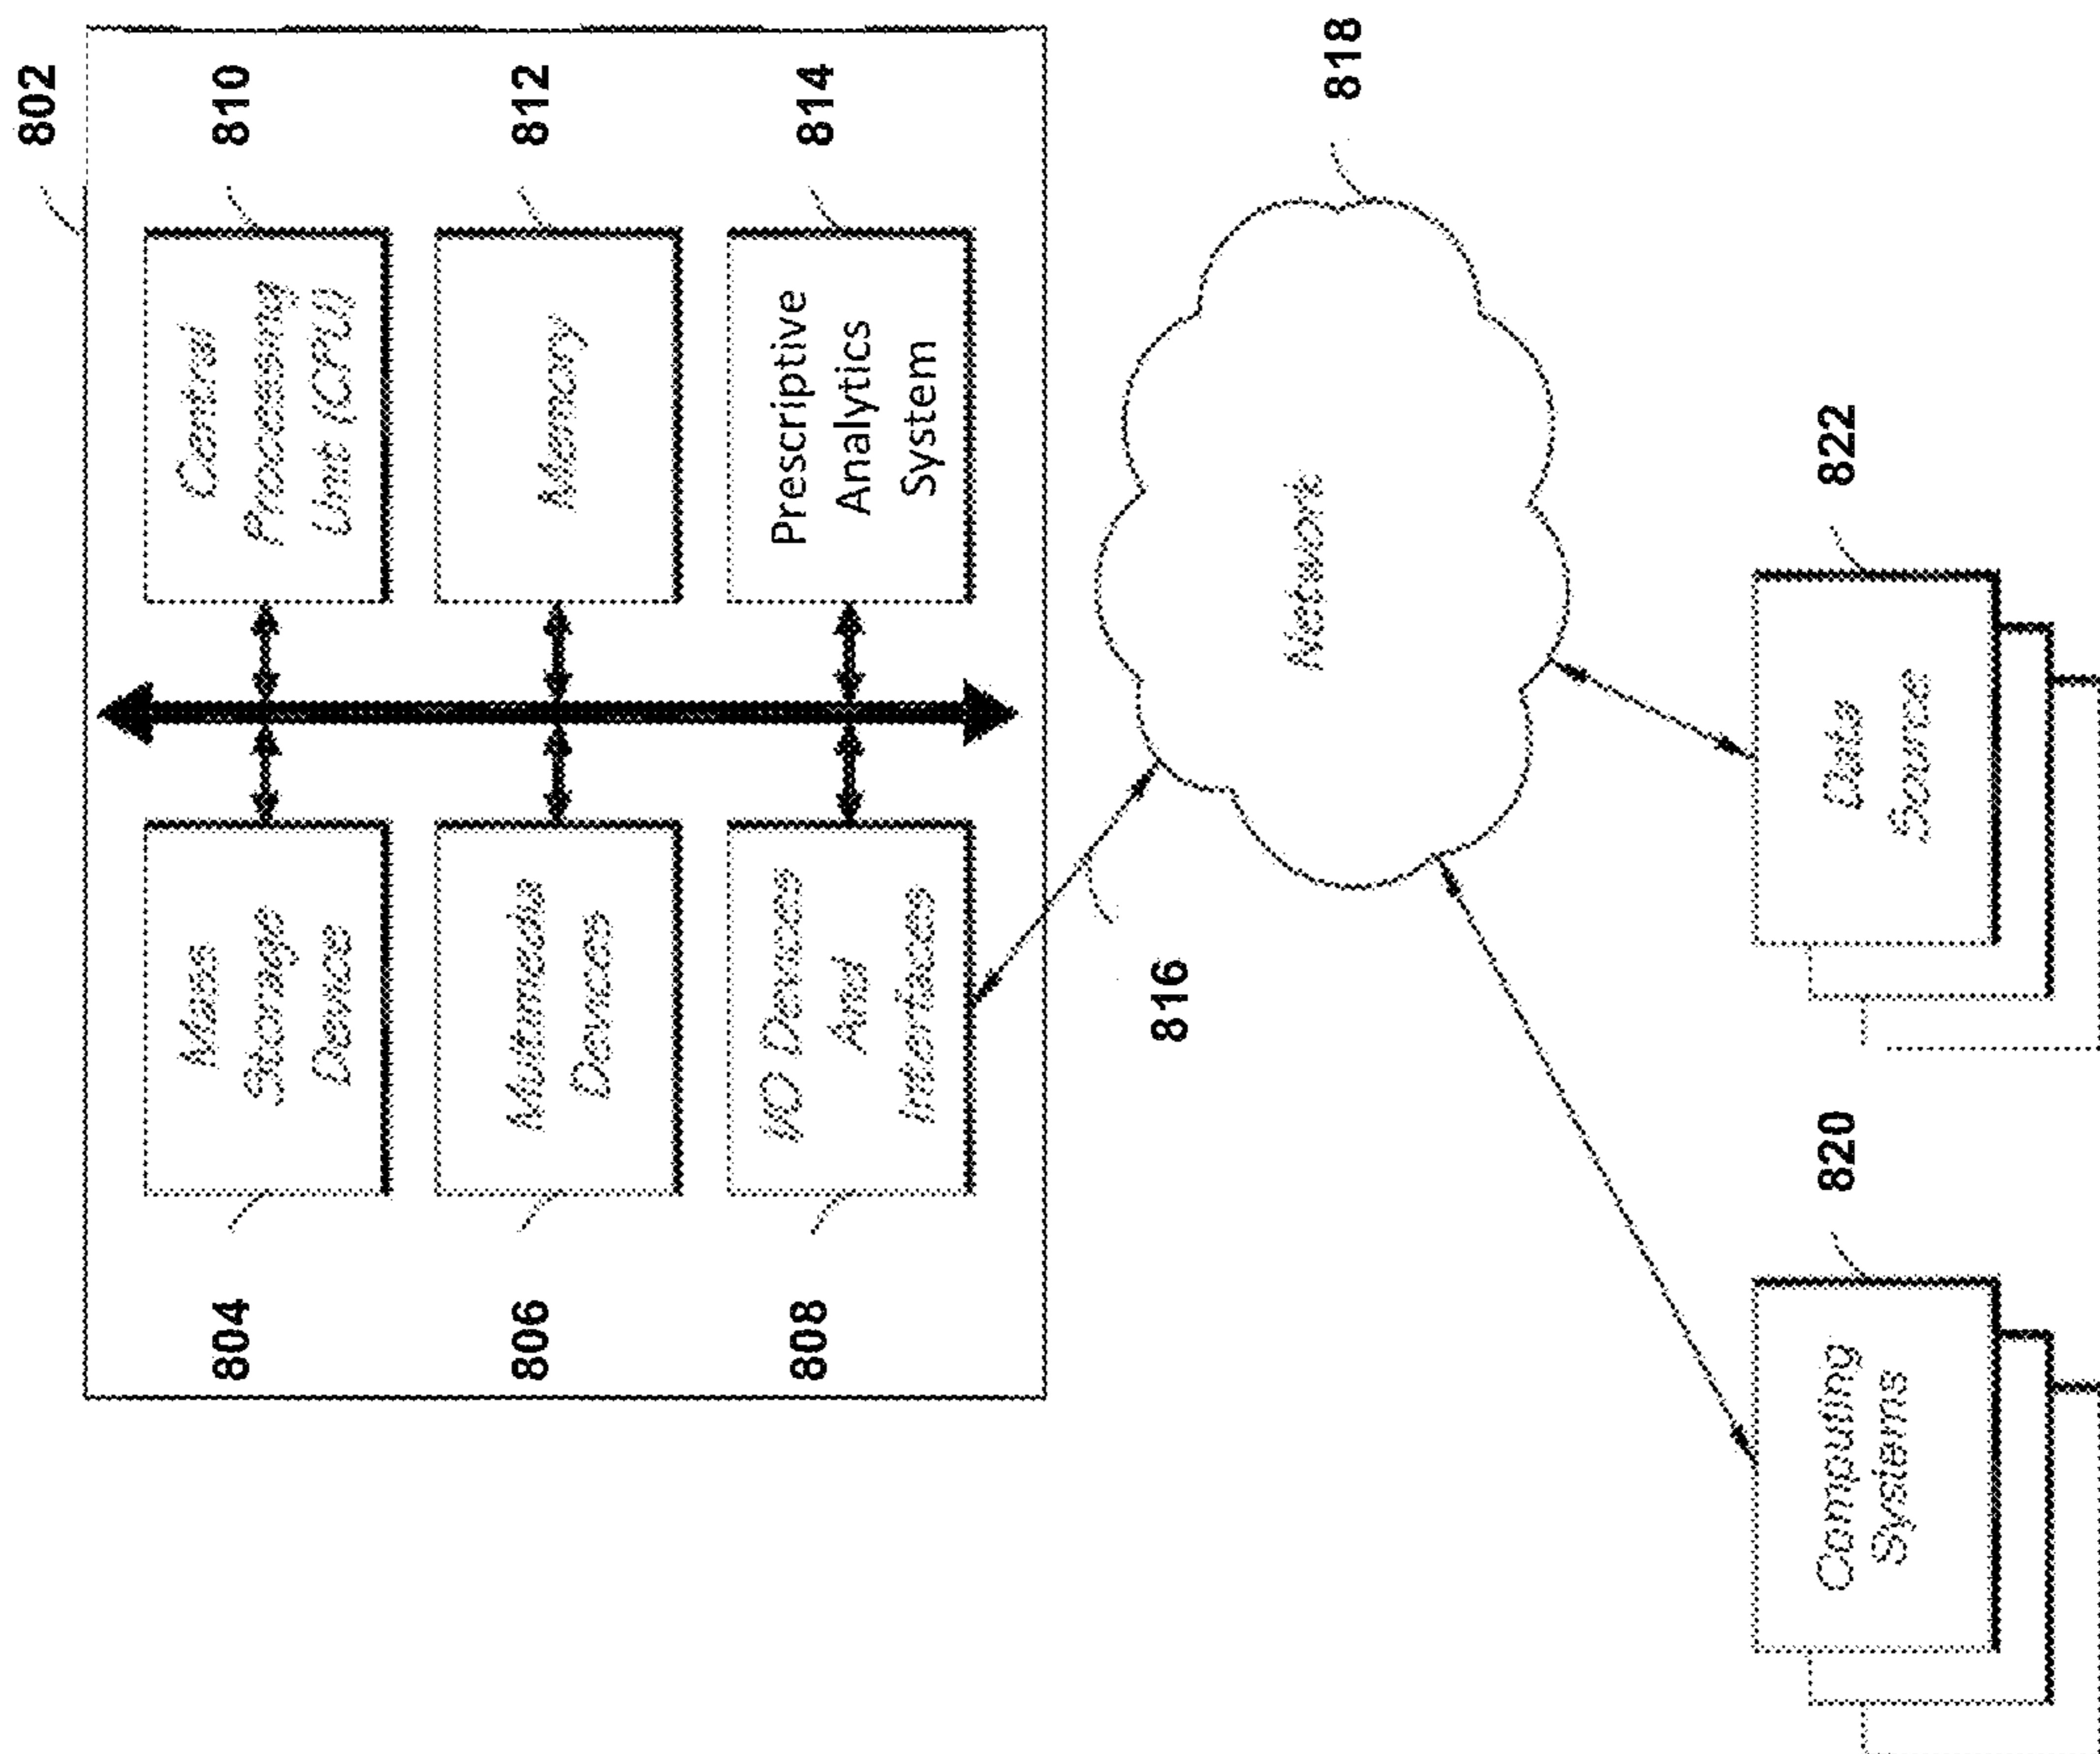 802
804
Mass
Storage
Device
Central
Processing
Unit (CPU)
810
806
Multimedia
Devices
Memory
812
808
I/O Devices
And
Interfaces
Prescriptive
Analytics
System
814
816
Network
818
820
Computing
Systems
822
Data
Source